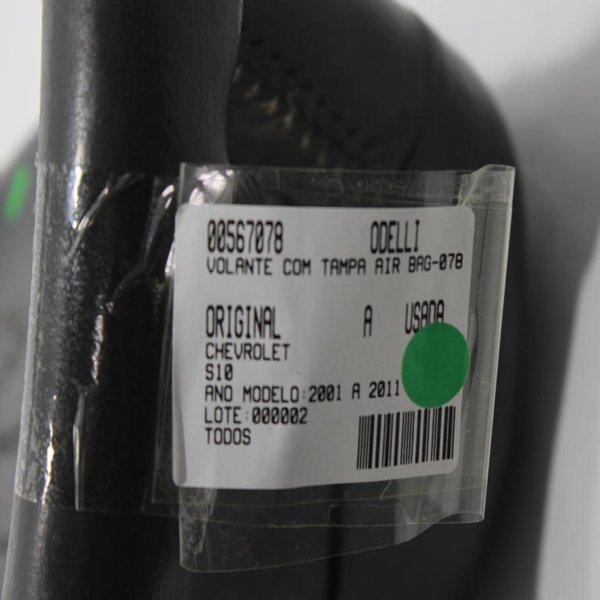 00567078 ODELLI
VOLANTE COM TAMPA AIR BAG-078
ORIGINAL A USADA
CHEVROLET
S10
ANO MODELO:2001 A 2011
LOTE:000002
TODOS